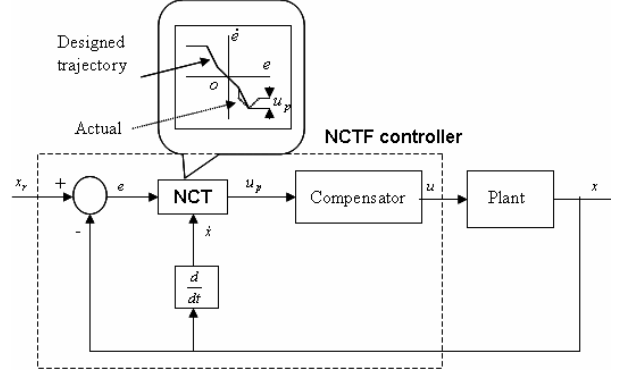 Designed
trajectory
ė
e
o
u_p
Actual
NCTF controller
x_r
+
e
NCT
u_p
Compensator
u
Plant
x
-
ẋ
d
dt